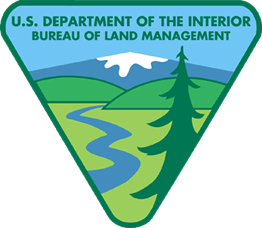 U.S. DEPARTMENT OF THE INTERIOR
BUREAU OF LAND MANAGEMENT